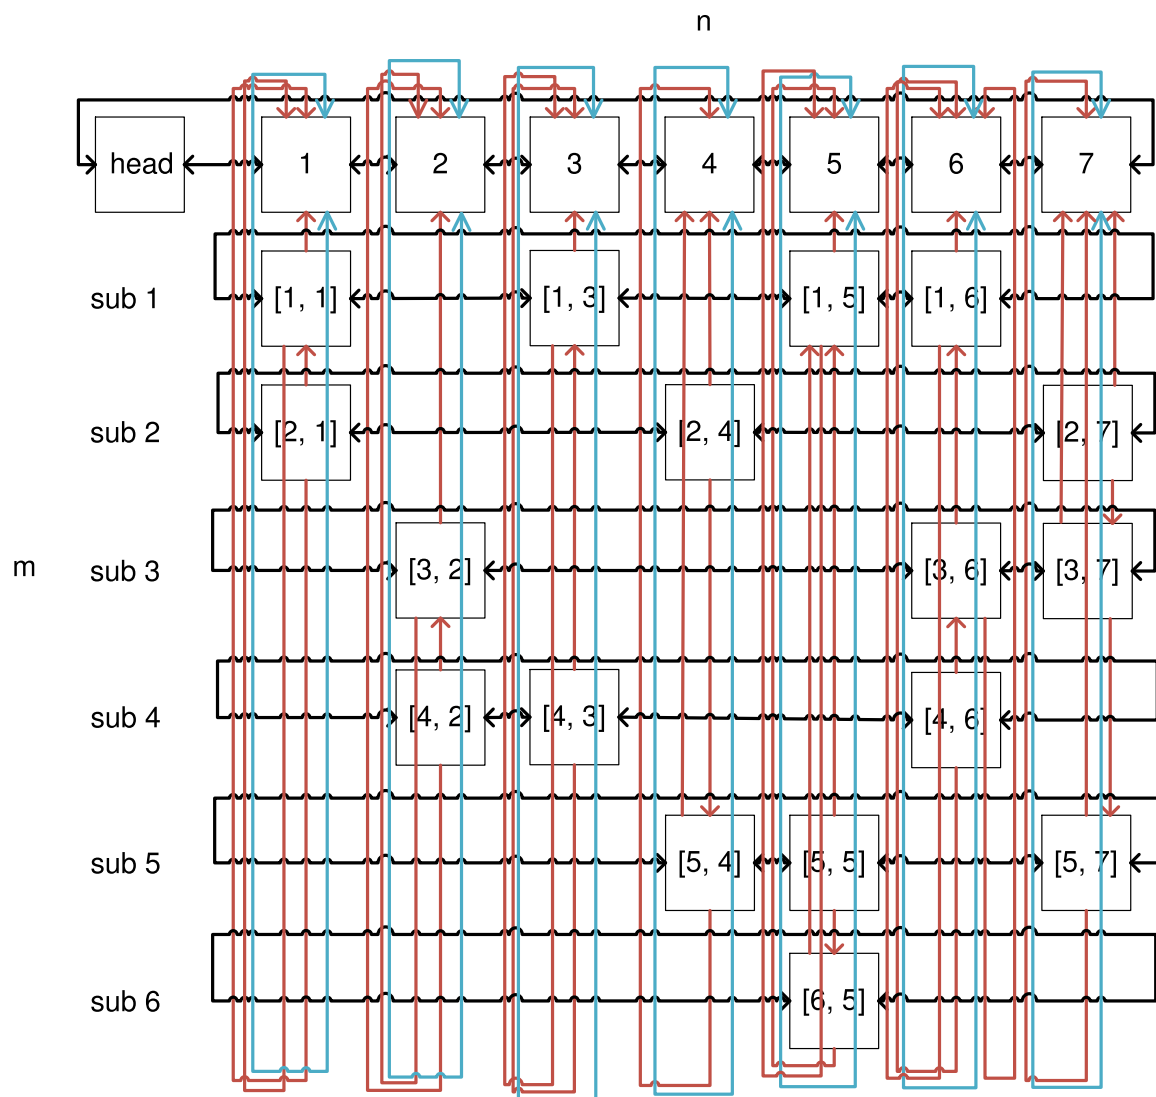 n
head 1 2 3 4 5 6 7
sub 1 [1, 1] [1, 3] [1, 5] [1, 6]
sub 2 [2, 1] [2, 4] [2, 7]
m sub 3 [3, 2] [3, 6] [3, 7]
sub 4 [4, 2] [4, 3] [4, 6]
sub 5 [5, 4] [5, 5] [5, 7]
sub 6 [6, 5]